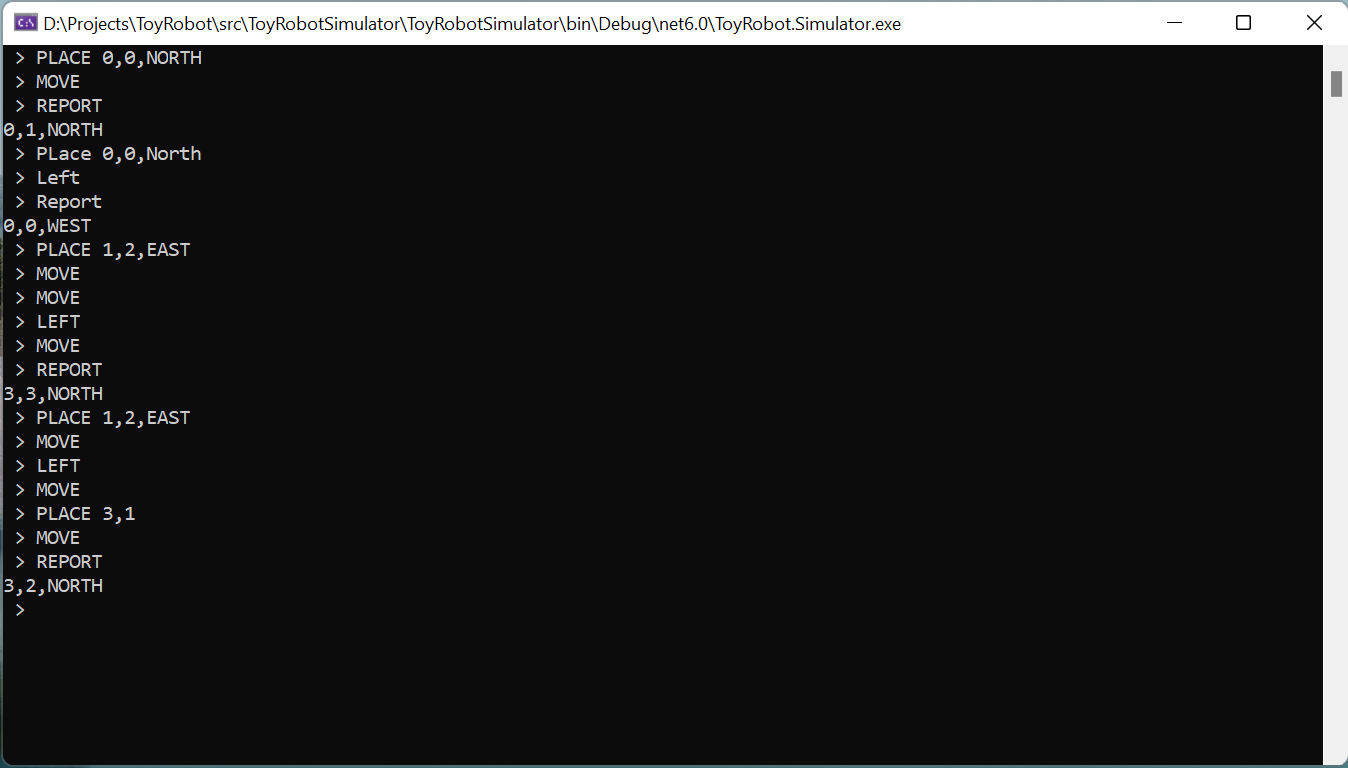 D:\Projects\ToyRobot\src\ToyRobotSimulator\ToyRobotSimulator\bin\Debug\net6.0\ToyRobot.Simulator.exe
> PLACE 0,0,NORTH
> MOVE
> REPORT
0,1,NORTH
> PLace 0,0,North
> Left
> Report
0,0,WEST
> PLACE 1,2,EAST
> MOVE
> MOVE
> LEFT
> MOVE
> REPORT
3,3,NORTH
> PLACE 1,2,EAST
> MOVE
> LEFT
> MOVE
> PLACE 3,1
> MOVE
> REPORT
3,2,NORTH
>